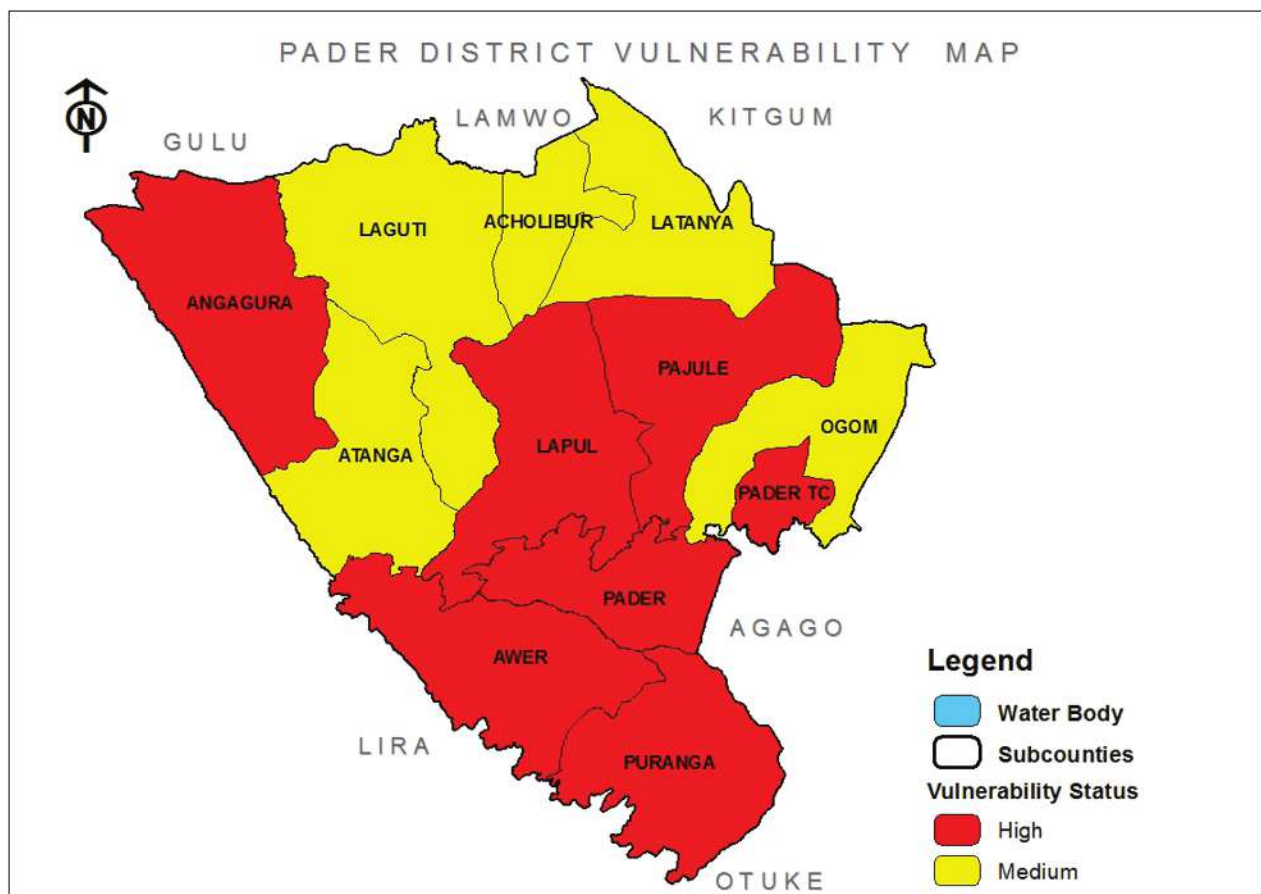 PADER DISTRICT VULNERABILITY MAP
N
GULU
LAMWO
KITGUM
LAGUTI
ACHOLIBUR
LATANYA
ANGAGURA
PAJULE
OGOM
LAPUL
ATANGA
PADER TC
PADER
AGAGO
AWER
LIRA
PURANGA
OTUKE
Legend
Water Body
Subcounties
Vulnerability Status
High
Medium